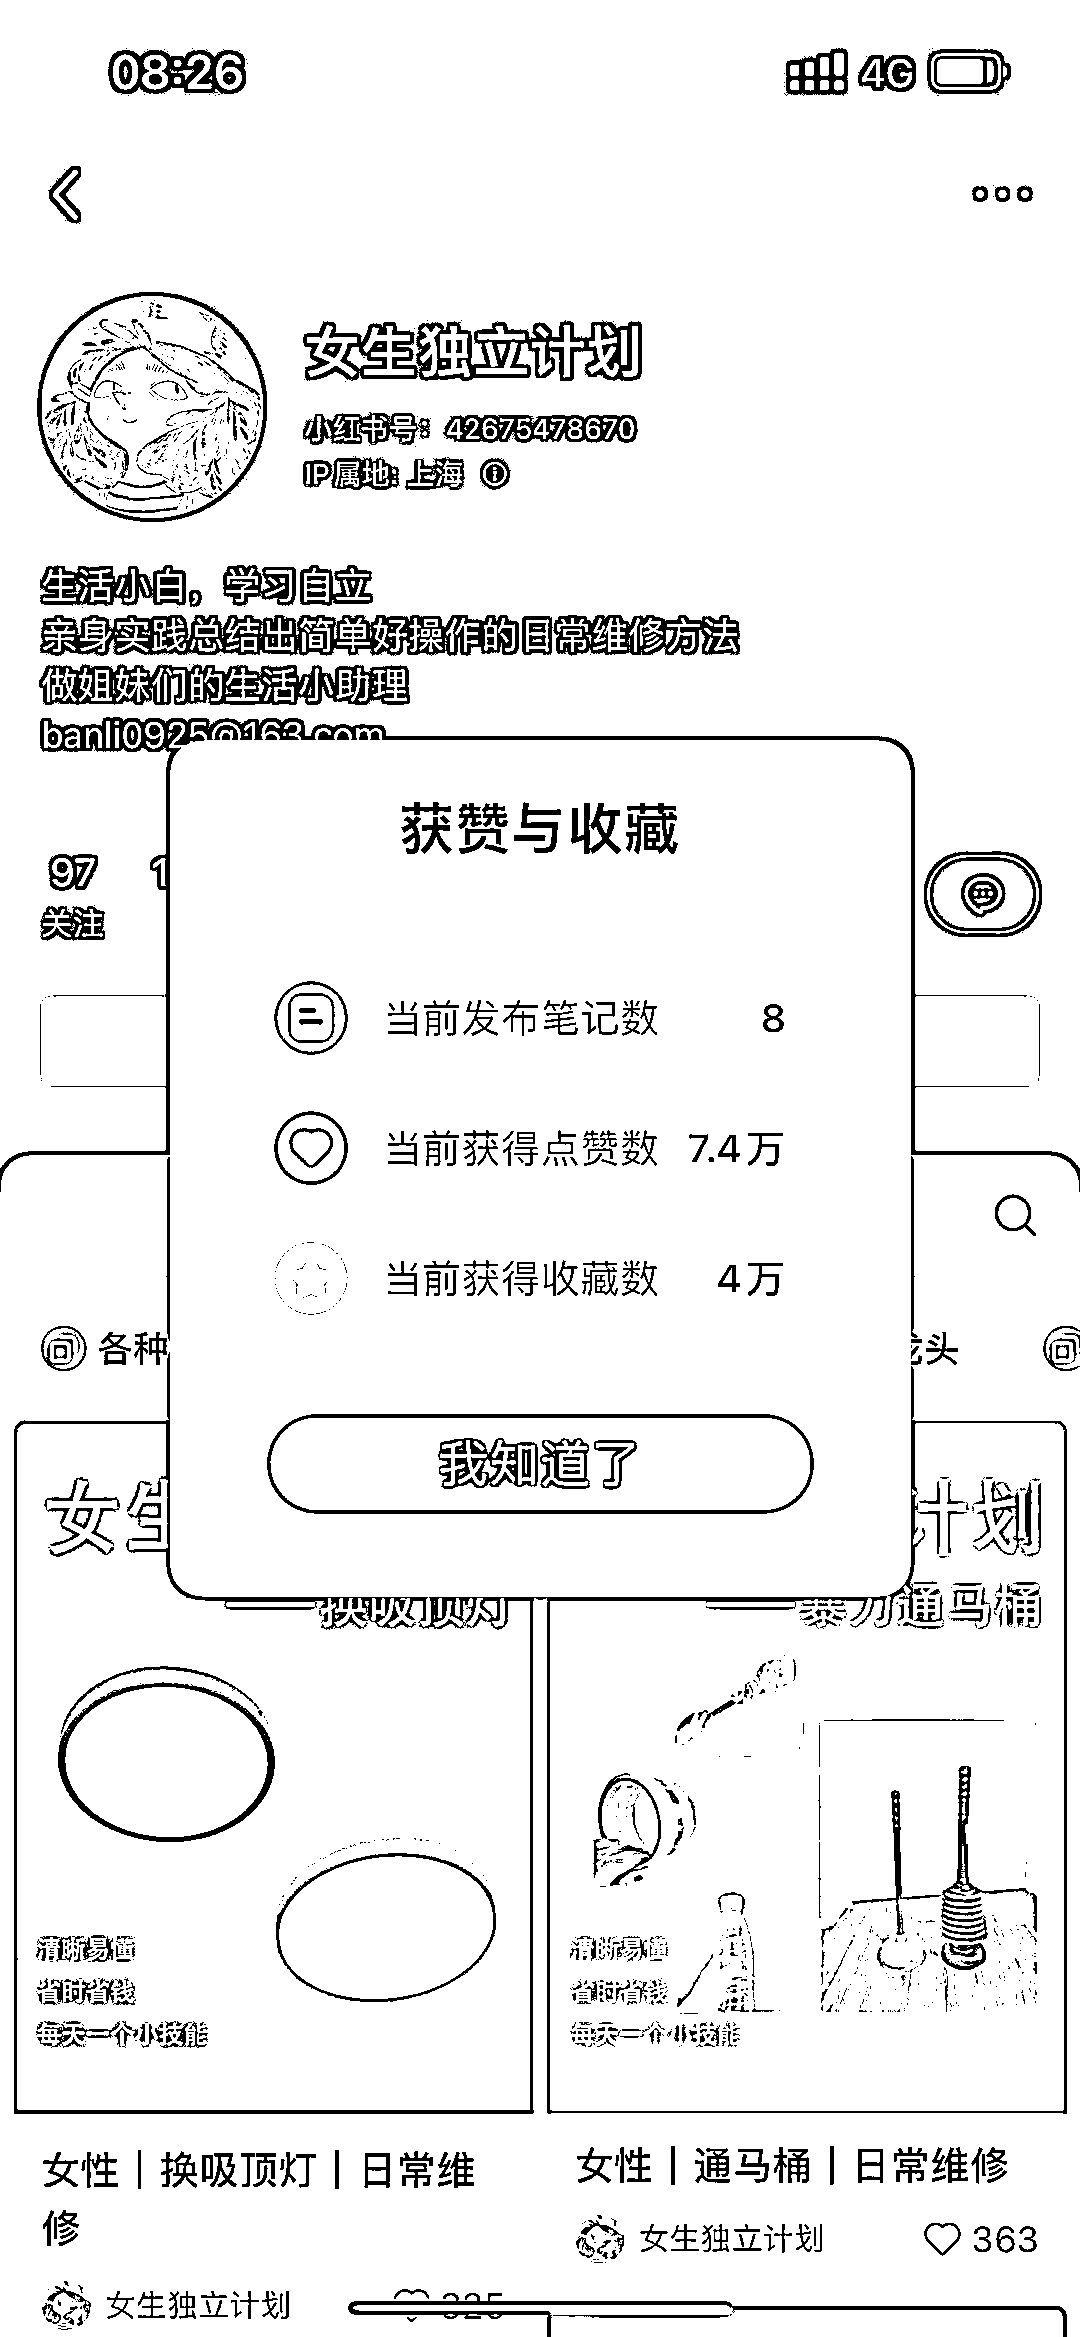 08:26
4G
女生独立计划
小红书号: 42675478670
IP属地: 上海
生活小白，学习自立
亲身实践总结出简单好操作的日常维修方法
做姐妹们的生活小助理
banli0925@163.com
97
1
关注
获赞与收藏
当前发布笔记数 8
当前获得点赞数 7.4万
当前获得收藏数 4万
我知道了
各种
龙头
女生
换吸顶灯
清晰易懂
省时省钱
每天一个小技能
计划
暴力通马桶
清晰易懂
省时省钱
每天一个小技能
女性｜换吸顶灯｜日常维
修
女生独立计划
325
女性｜通马桶｜日常维修
女生独立计划
363